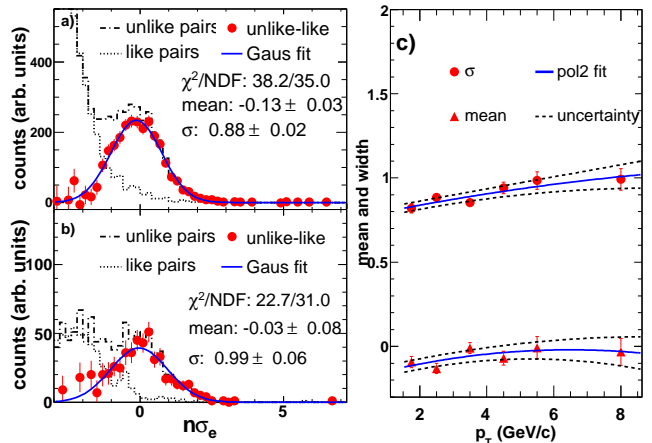 a)
unlike pairs
unlike-like
like pairs
Gaus fit
χ²/NDF: 38.2/35.0
mean: -0.13± 0.03
σ: 0.88± 0.02
counts (arb. units)
400
200
0
b)
unlike pairs
unlike-like
like pairs
Gaus fit
χ²/NDF: 22.7/31.0
mean: -0.03± 0.08
σ: 0.99± 0.06
counts (arb. units)
100
50
0
0
5
nσe
c)
σ
pol2 fit
mean
uncertainty
mean and width
2
1.5
1
0.5
0
2
4
6
8
pT (GeV/c)